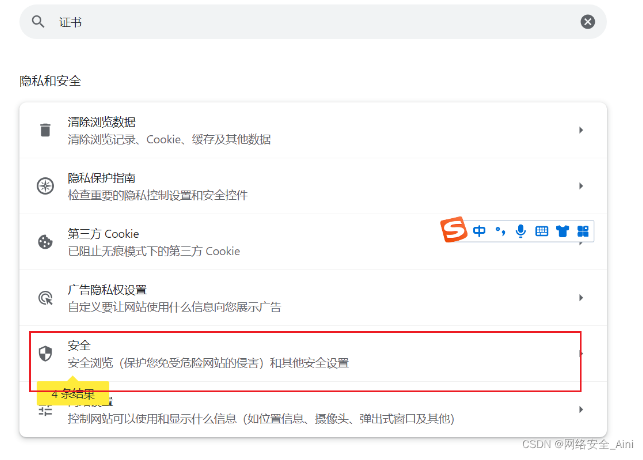 证书
隐私和安全
清除浏览数据
清除浏览记录、Cookie、缓存及其他数据
隐私保护指南
检查重要的隐私控制设置和安全控件
第三方 Cookie
已阻止无痕模式下的第三方 Cookie
中
广告隐私权设置
自定义要让网站使用什么信息向您展示广告
安全
安全浏览（保护您免受危险网站的侵害）和其他安全设置
4 条结果
控制网站可以使用和显示什么信息（如位置信息、摄像头、弹出式窗口及其他）
CSDN @网络安全_Aini